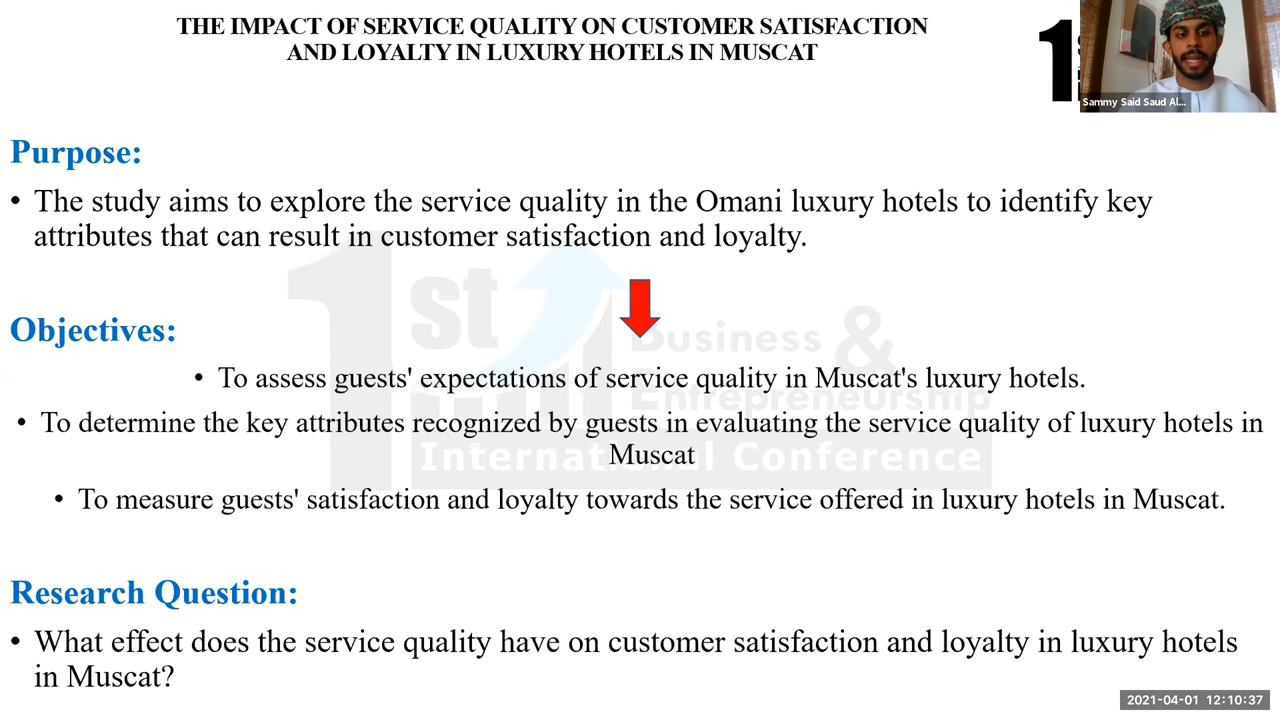 THE IMPACT OF SERVICE QUALITY ON CUSTOMER SATISFACTION
AND LOYALTY IN LUXURY HOTELS IN MUSCAT
1
Sammy Said Saud Al...
Purpose:
• The study aims to explore the service quality in the Omani luxury hotels to identify key
attributes that can result in customer satisfaction and loyalty.
1st
Business &
Entrepreneurship
International Conference
Objectives:
• To assess guests' expectations of service quality in Muscat's luxury hotels.
• To determine the key attributes recognized by guests in evaluating the service quality of luxury hotels in
Muscat
• To measure guests' satisfaction and loyalty towards the service offered in luxury hotels in Muscat.
Research Question:
• What effect does the service quality have on customer satisfaction and loyalty in luxury hotels
in Muscat?
2021-04-01 12:10:37